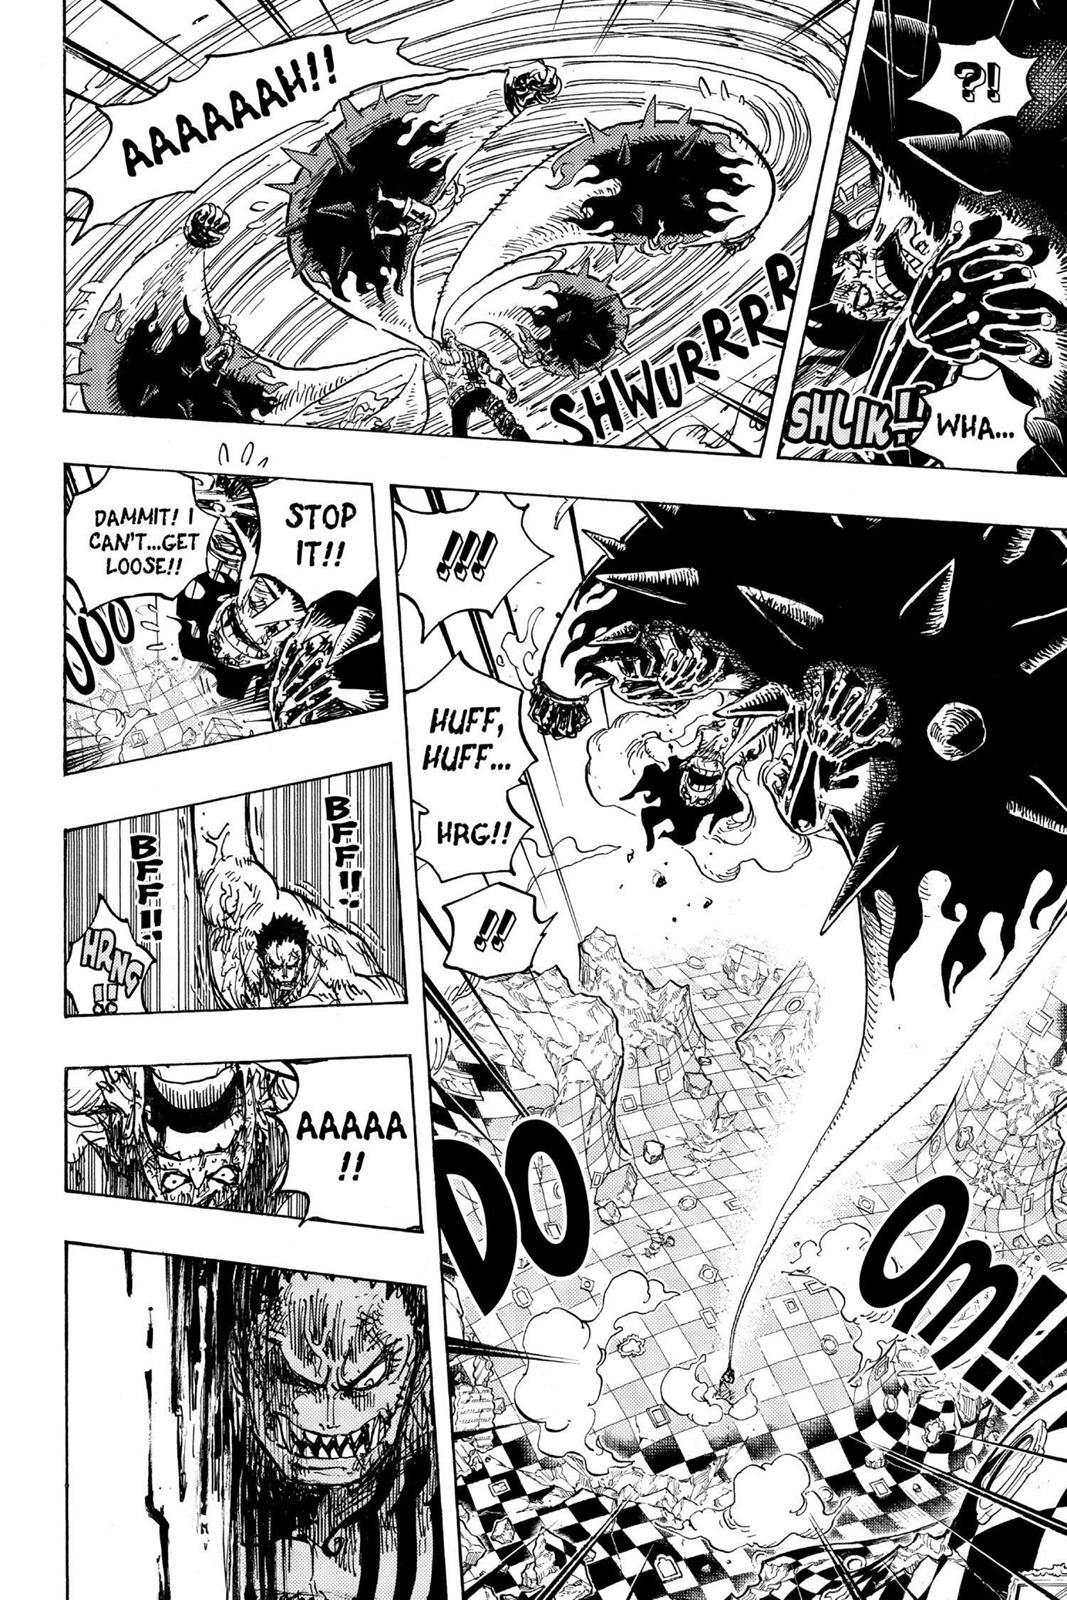 ?!
SHLIK!!
WHA...
AAAAAAH!!
SHWURRRR
!!!
HUFF,
HUFF...
HRG!!
!!
DO
OM!!
STOP
IT!!
DAMMIT! I
CAN'T...GET
LOOSE!!
OOO
BFF!!
BFF!!
HRNG
!!
AAAAA
!!